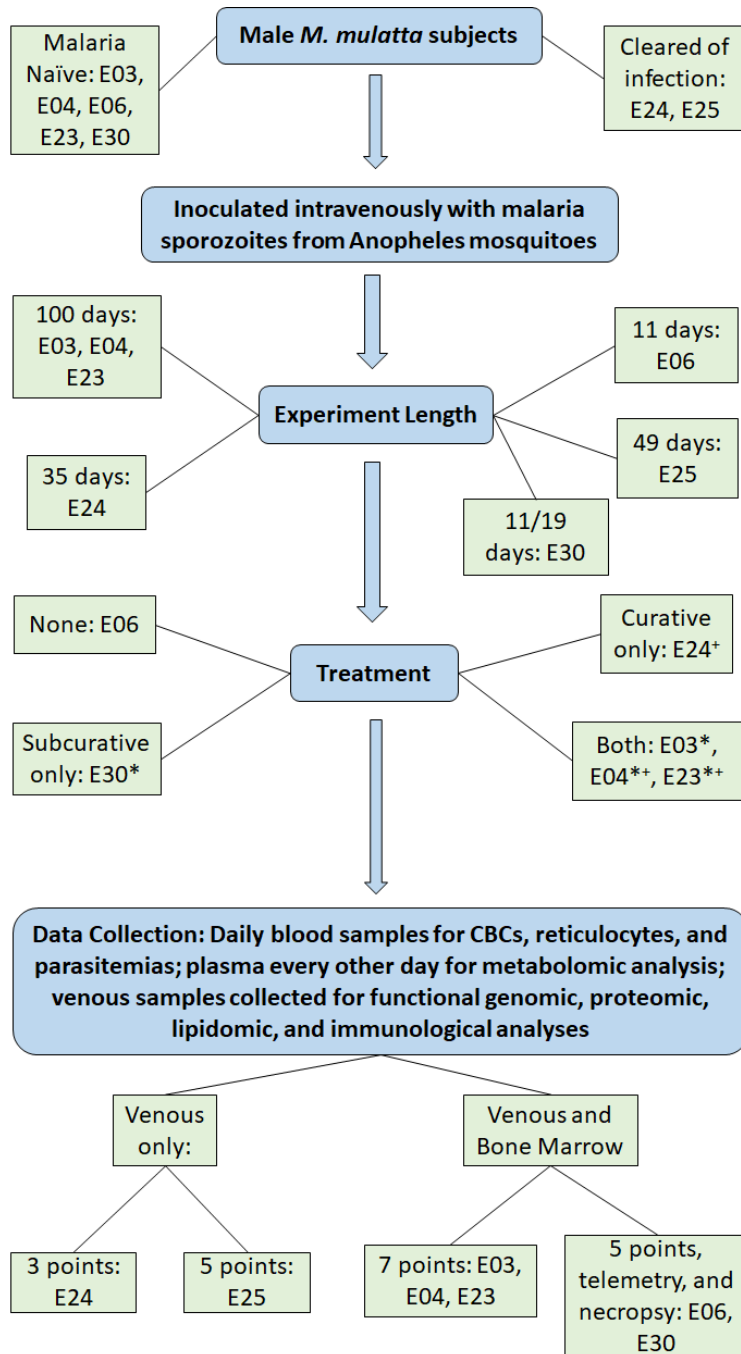 Malaria
Naïve: E03,
E04, E06,
E23, E30
Male M. mulatta subjects
Cleared of
infection:
E24, E25
Inoculated intravenously with malaria
sporozoites from Anopheles mosquitoes
100 days:
E03, E04,
E23
11 days:
E06
Experiment Length
35 days:
E24
49 days:
E25
11/19
days: E30
None: E06
Curative
only: E24⁺
Treatment
Subcurative
only: E30*
Both: E03*,
E04*⁺, E23*⁺
Data Collection: Daily blood samples for CBCs, reticulocytes, and
parasitemias; plasma every other day for metabolomic analysis;
venous samples collected for functional genomic, proteomic,
lipidomic, and immunological analyses
Venous
only:
Venous and
Bone Marrow
3 points:
E24
5 points:
E25
7 points: E03,
E04, E23
5 points,
telemetry, and
necropsy: E06,
E30